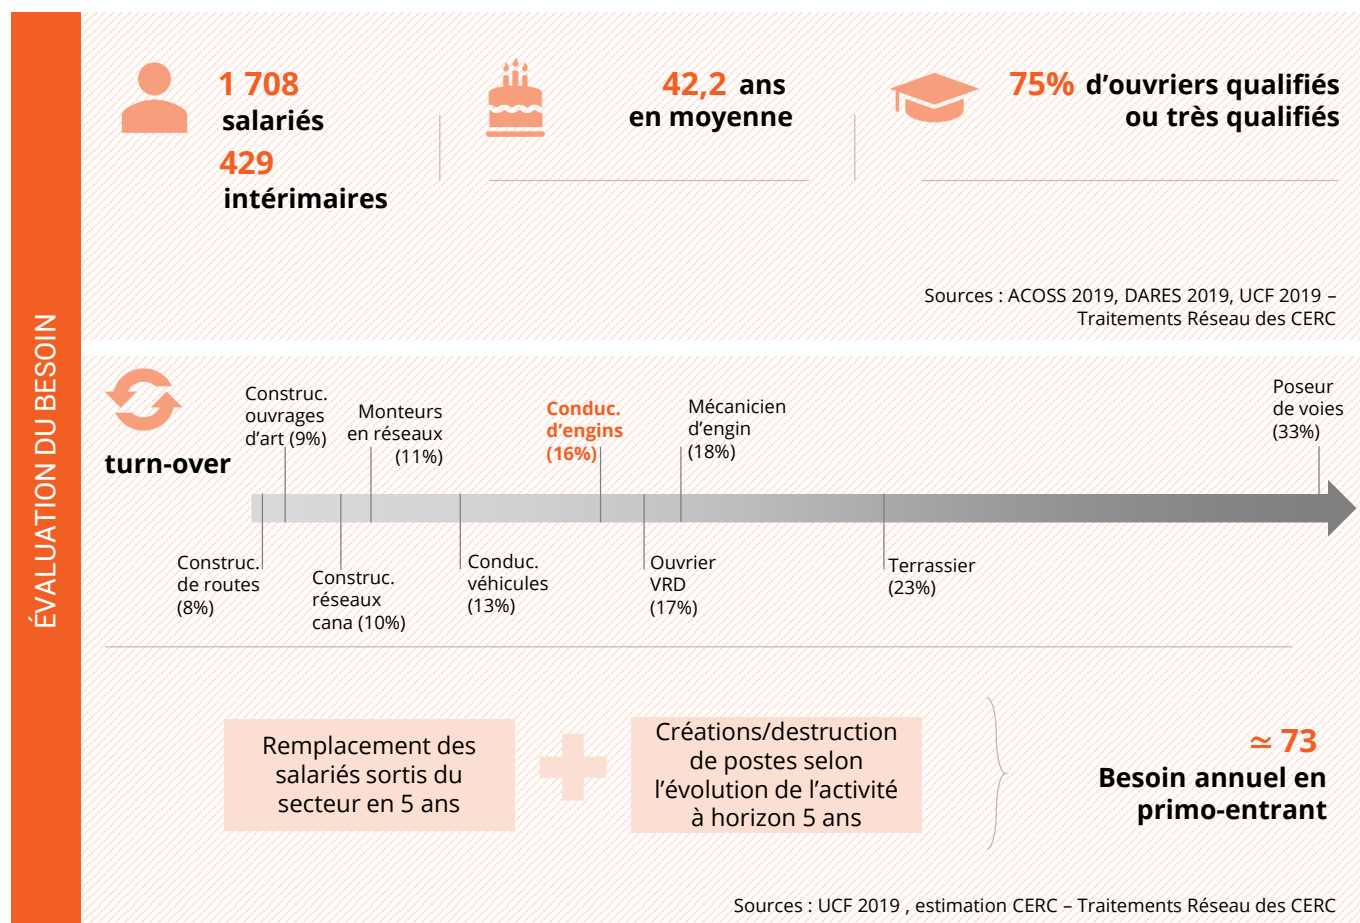 ÉVALUATION DU BESOIN
1 708
salariés
429
intérimaires
42,2 ans
en moyenne
75% d’ouvriers qualifiés
ou très qualifiés
Sources : ACOSS 2019, DARES 2019, UCF 2019 –
Traitements Réseau des CERC
turn-over
Construc.
ouvrages
d’art (9%)
Monteurs
en réseaux
(11%)
Conduc.
d’engins
(16%)
Mécanicien
d’engin
(18%)
Poseur
de voies
(33%)
Construc.
de routes
(8%)
Construc.
réseaux
cana (10%)
Conduc.
véhicules
(13%)
Ouvrier
VRD
(17%)
Terrassier
(23%)
Remplacement des
salariés sortis du
secteur en 5 ans
Créations/destruction
de postes selon
l’évolution de l’activité
à horizon 5 ans
≃ 73
Besoin annuel en
primo-entrant
Sources : UCF 2019 , estimation CERC – Traitements Réseau des CERC